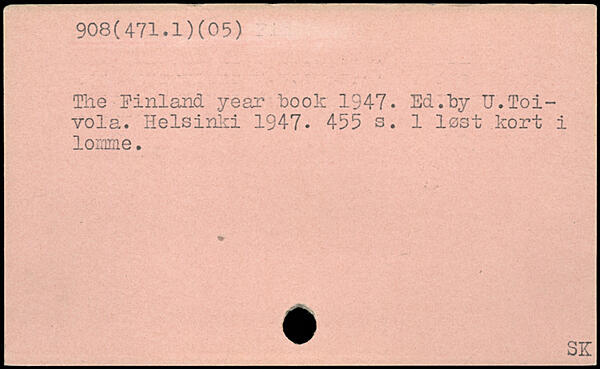 908(471.1)(05)
The Finland year book 1947. Ed.by U.Toi-
vola. Helsinki 1947. 455 s. 1 løst kort i
lomme.
SK